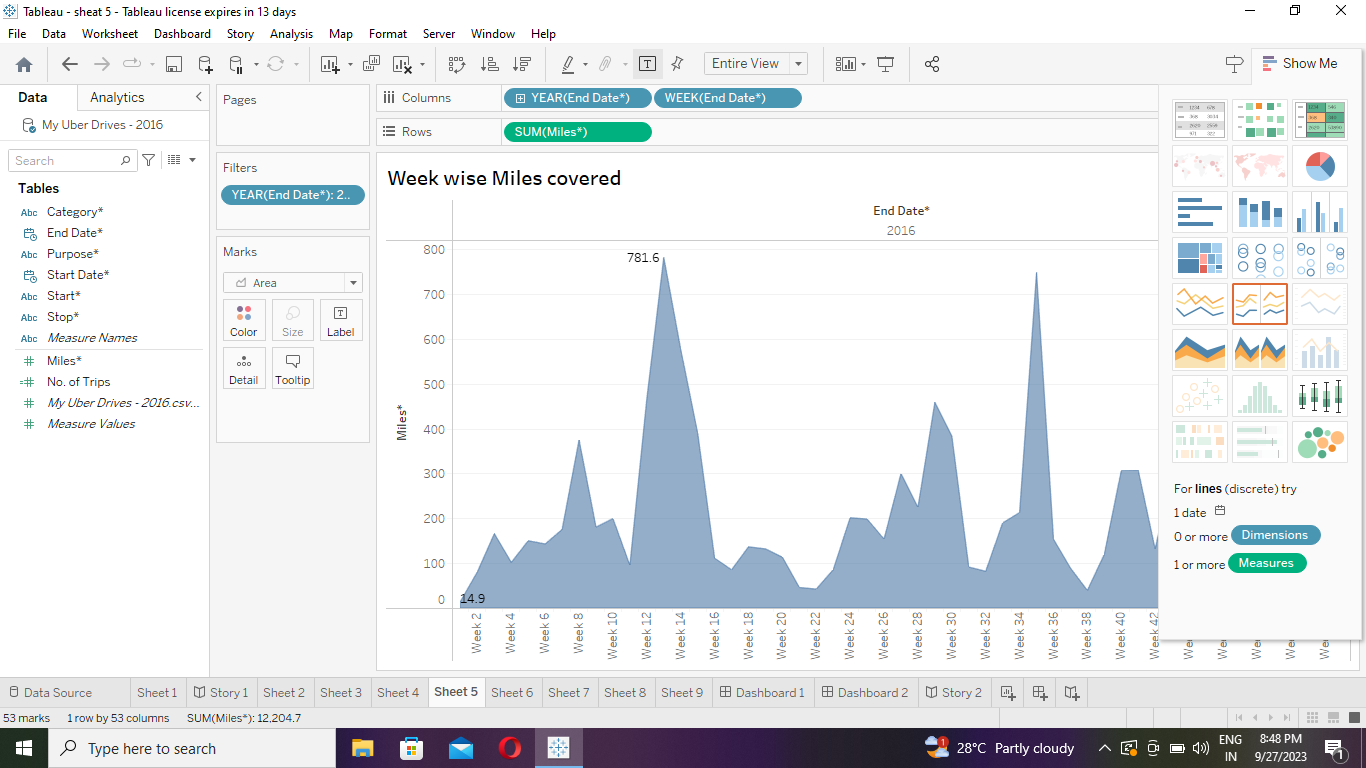 Tableau - sheat 5 - Tableau license expires in 13 days
File Data Worksheet Dashboard Story Analysis Map Format Server Window Help
Entire View
Show Me
Data Analytics
My Uber Drives - 2016
Search
Tables
Abc Category*
End Date*
Abc Purpose*
Start Date*
Abc Start*
Abc Stop*
Abc Measure Names
Miles*
No. of Trips
My Uber Drives - 2016.csv...
Measure Values
Pages
Filters
YEAR(End Date*): 2..
Marks
Area
Color Size Label
Detail Tooltip
Columns YEAR(End Date*) WEEK(End Date*)
Rows SUM(Miles*)
Week wise Miles covered
End Date*
2016
Miles*
800
700
600
500
400
300
200
100
0
781.6
14.9
Week 2 Week 4 Week 6 Week 8 Week 10 Week 12 Week 14 Week 16 Week 18 Week 20 Week 22 Week 24 Week 26 Week 28 Week 30 Week 32 Week 34 Week 36 Week 38 Week 40 Week 42
For lines (discrete) try
1 date
0 or more Dimensions
1 or more Measures
Data Source Sheet 1 Story 1 Sheet 2 Sheet 3 Sheet 4 Sheet 5 Sheet 6 Sheet 7 Sheet 8 Sheet 9 Dashboard 1 Dashboard 2 Story 2
53 marks 1 row by 53 columns SUM(Miles*): 12,204.7
Type here to search
1
28°C Partly cloudy
ENG
IN
8:48 PM
9/27/2023
1